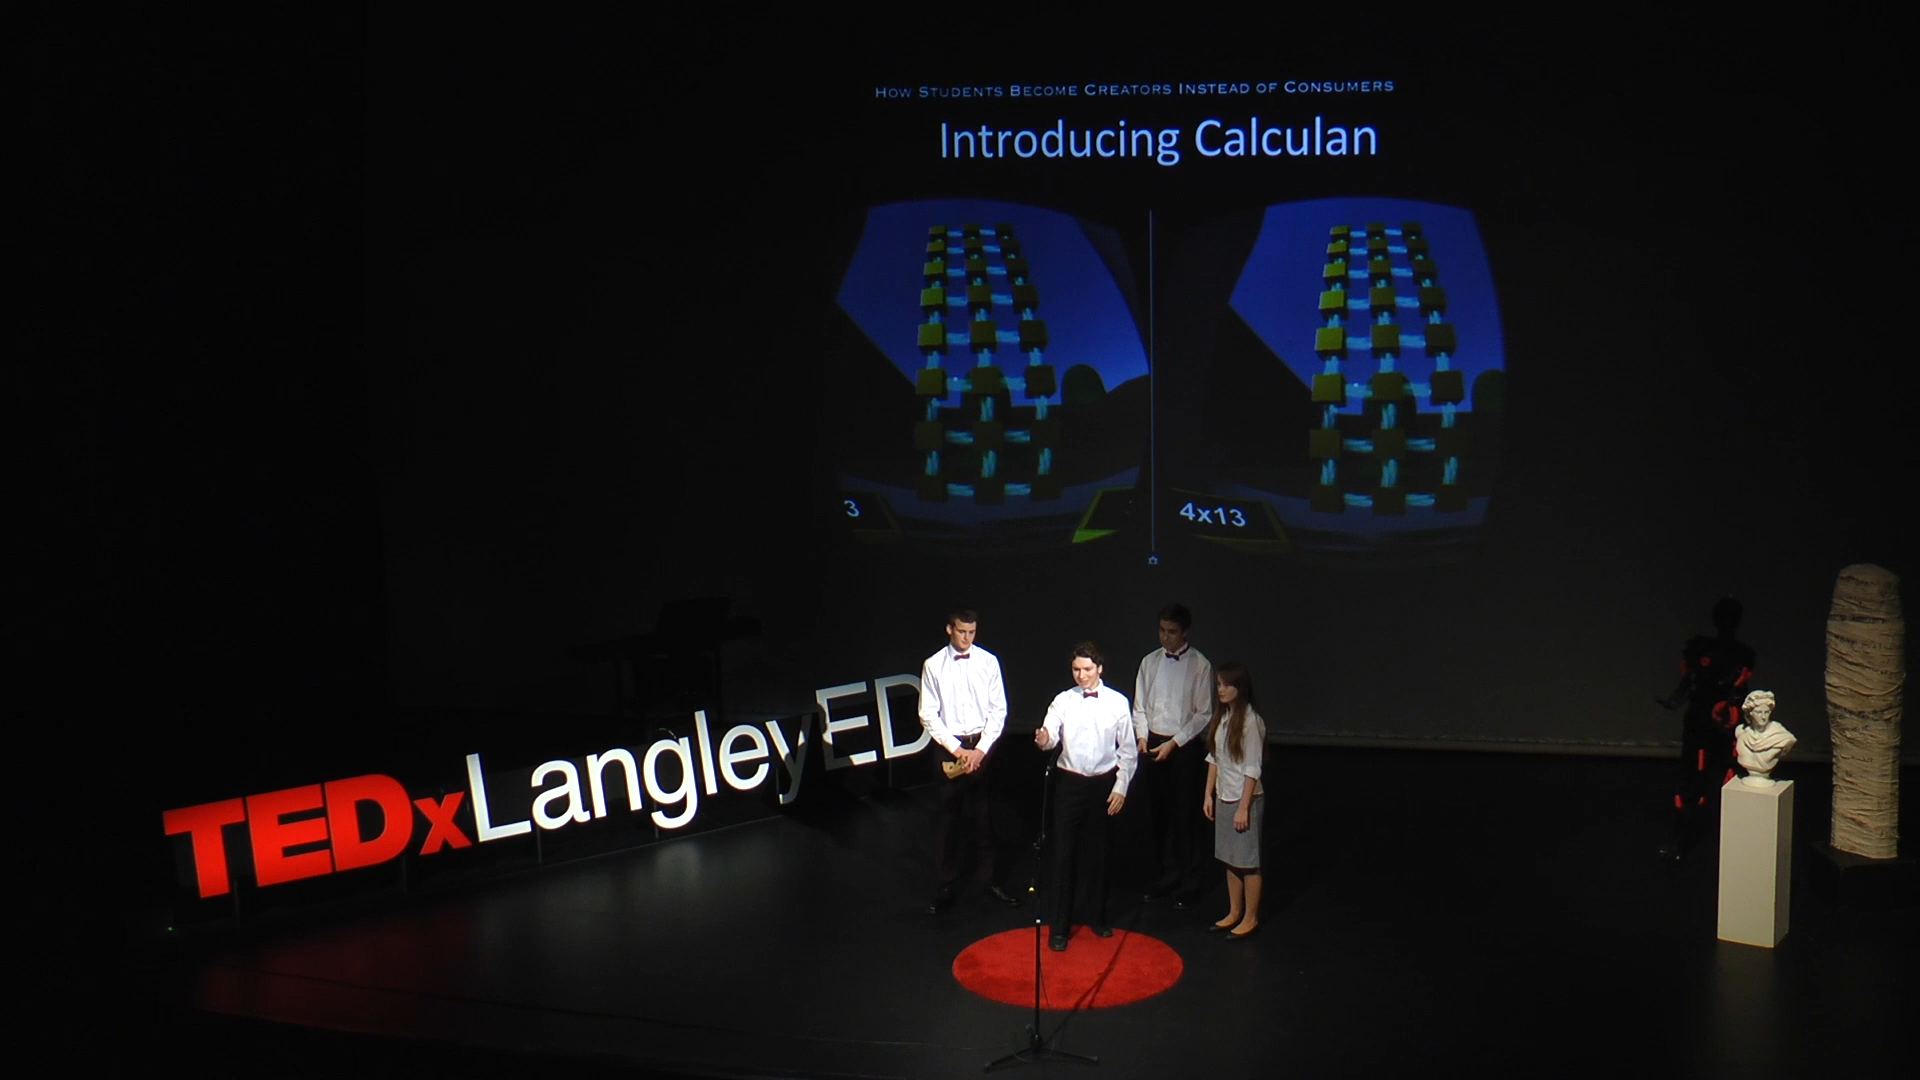 How Students Become Creators Instead of Consumers
Introducing Calculan
3
4x13
TEDxLangleyED